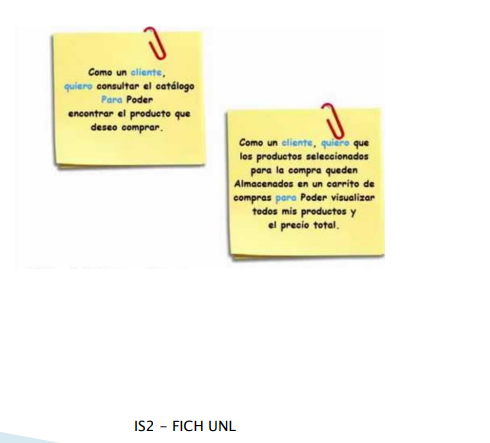 Como un cliente,
quiero consultar el catálogo
Para Poder
encontrar el producto que
deseo comprar.
Como un cliente, quiero que
los productos seleccionados
para la compra queden
Almacenados en un carrito de
compras para Poder visualizar
todos mis productos y
el precio total.
IS2 - FICH UNL